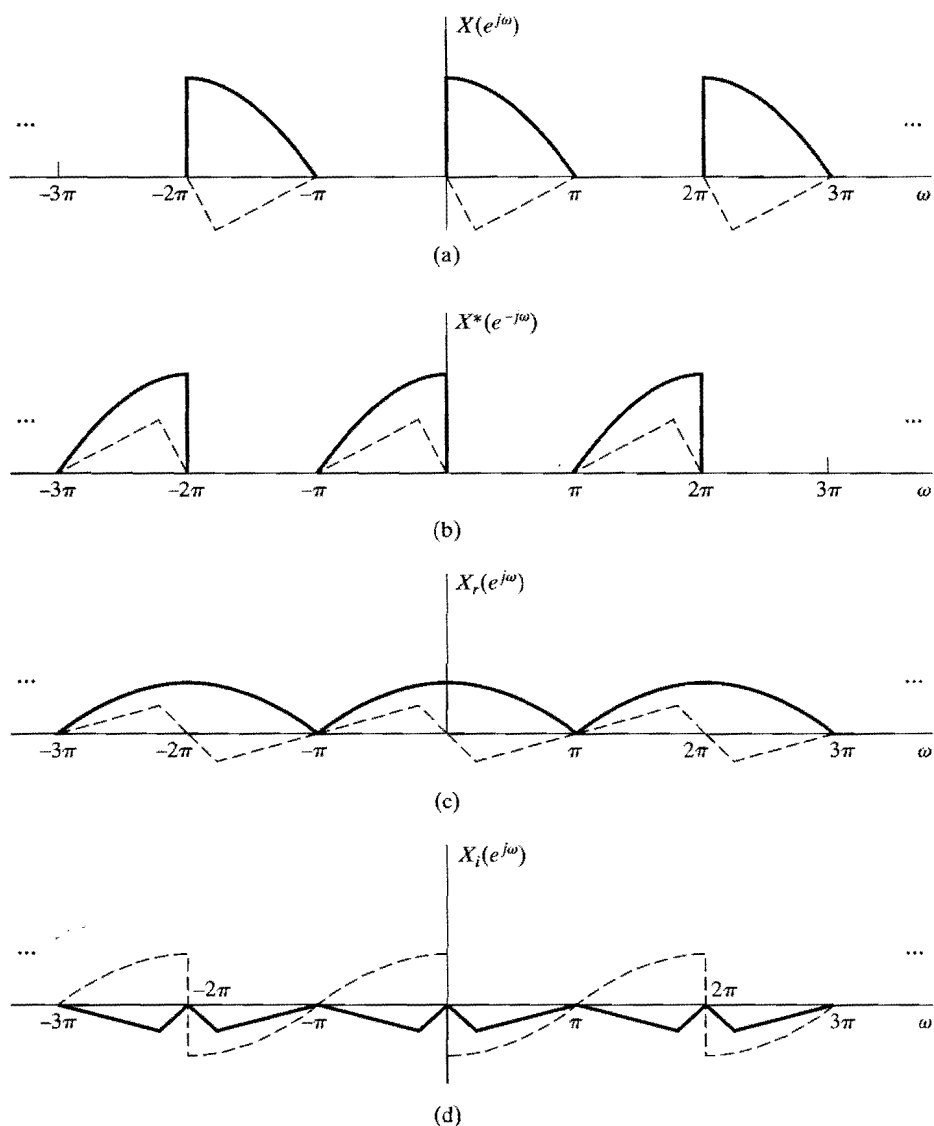 X(e^{jω})
... ...
−3π −2π −π π 2π 3π ω
(a)
X*(e^{−jω})
... ...
−3π −2π −π π 2π 3π ω
(b)
X_r(e^{jω})
... ...
−3π −2π −π π 2π 3π ω
(c)
X_i(e^{jω})
... ...
−2π 2π
−3π −π π 3π ω
(d)